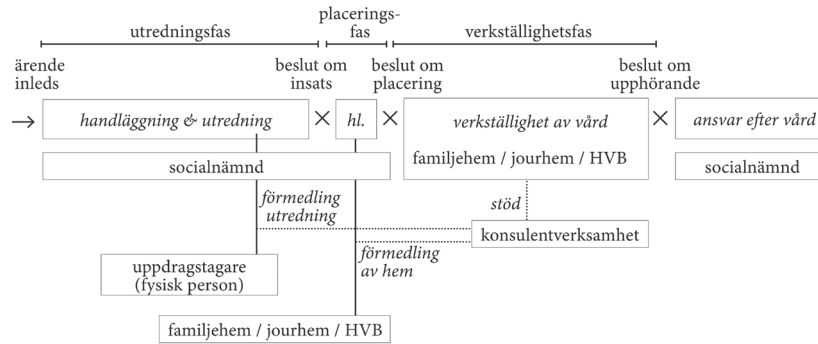 utredningsfas
placerings-
fas
verkställighetsfas
ärende
inleds
beslut om
insats
beslut om
placering
beslut om
upphörande
handläggning & utredning
hl.
verkställighet av vård
familjehem / jourhem / HVB
ansvar efter vård
socialnämnd
socialnämnd
förmedling
utredning
stöd
konsulentverksamhet
förmedling
av hem
uppdragstagare
(fysisk person)
familjehem / jourhem / HVB